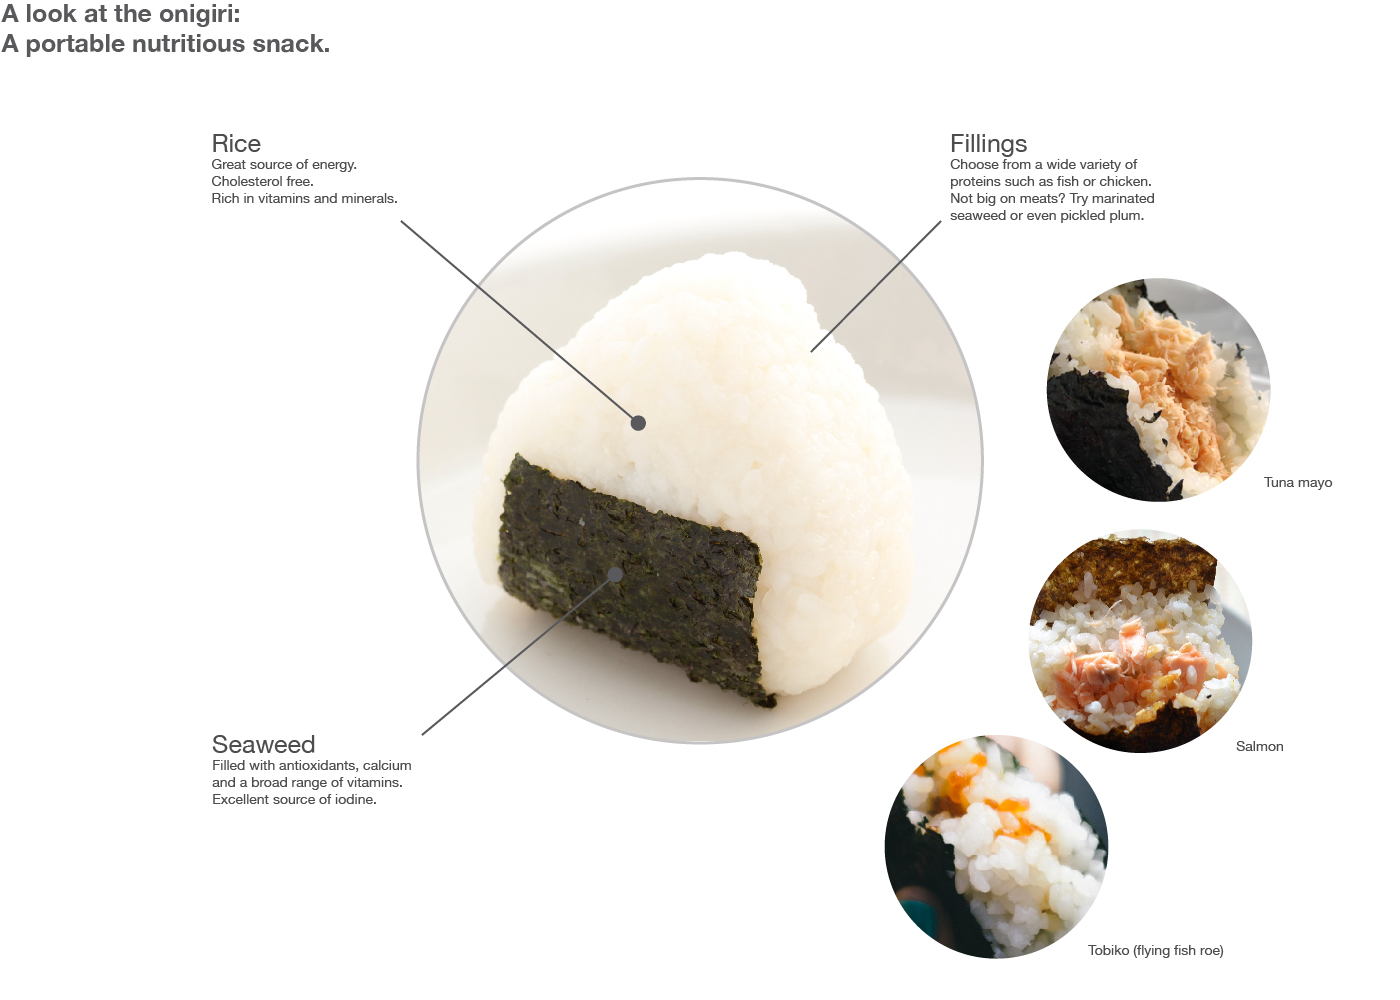 A look at the onigiri:
A portable nutritious snack.
Rice
Great source of energy.
Cholesterol free.
Rich in vitamins and minerals.
Fillings
Choose from a wide variety of
proteins such as fish or chicken.
Not big on meats? Try marinated
seaweed or even pickled plum.
Tuna mayo
Salmon
Seaweed
Filled with antioxidants, calcium
and a broad range of vitamins.
Excellent source of iodine.
Tobiko (flying fish roe)